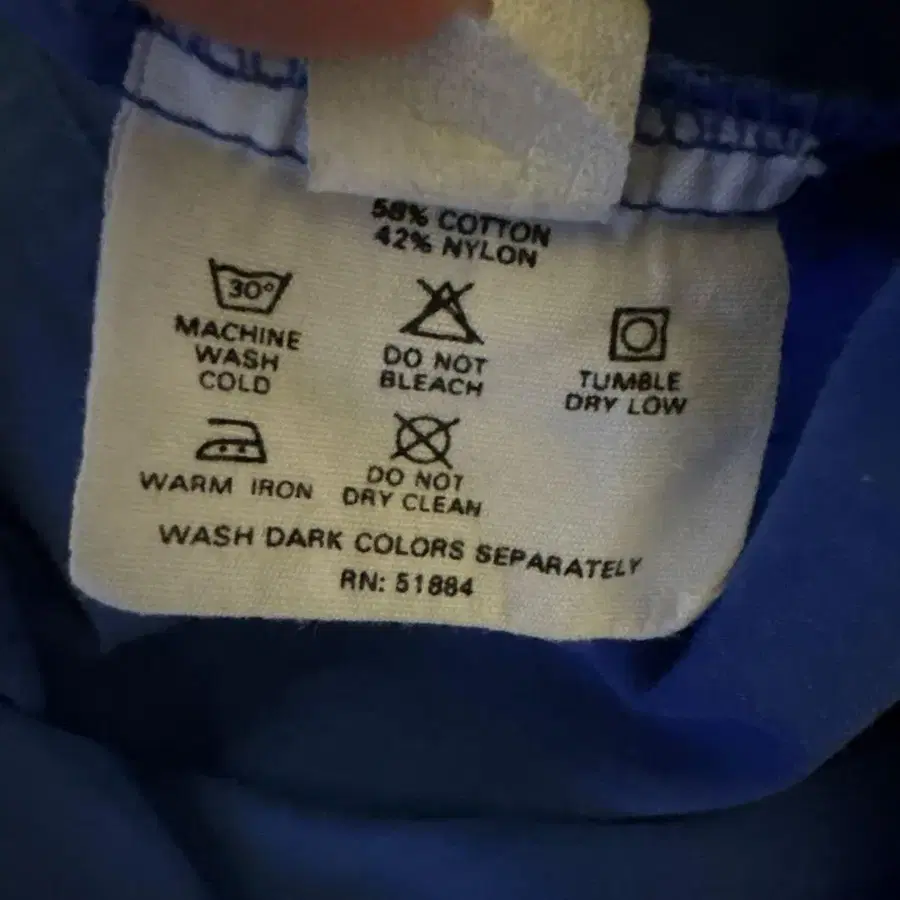 58% COTTON
42% NYLON
30°
MACHINE
WASH
COLD
DO NOT
BLEACH
TUMBLE
DRY LOW
WARM IRON
DO NOT
DRY CLEAN
WASH DARK COLORS SEPARATELY
RN: 51884